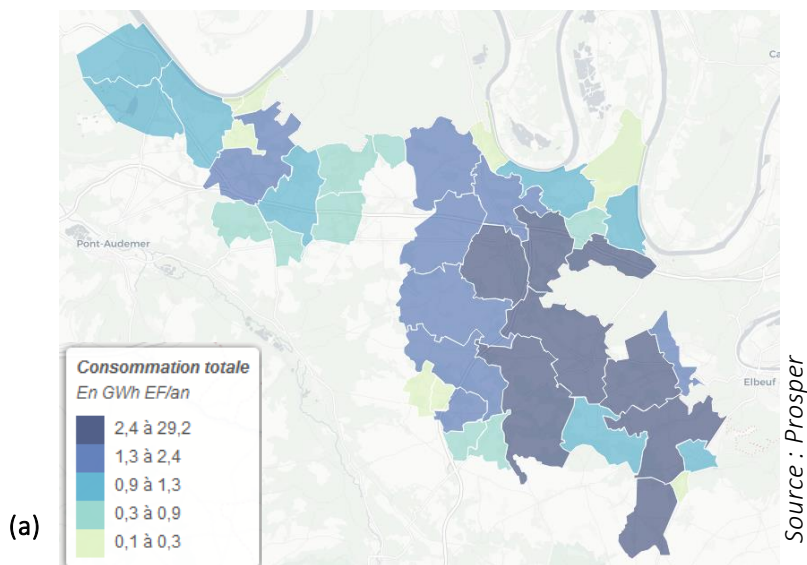 Ca
Pont-Audemer
Elbeuf
Consommation totale
En GWh EF/an
2,4 à 29,2
1,3 à 2,4
0,9 à 1,3
0,3 à 0,9
0,1 à 0,3
(a)
Source : Prosper